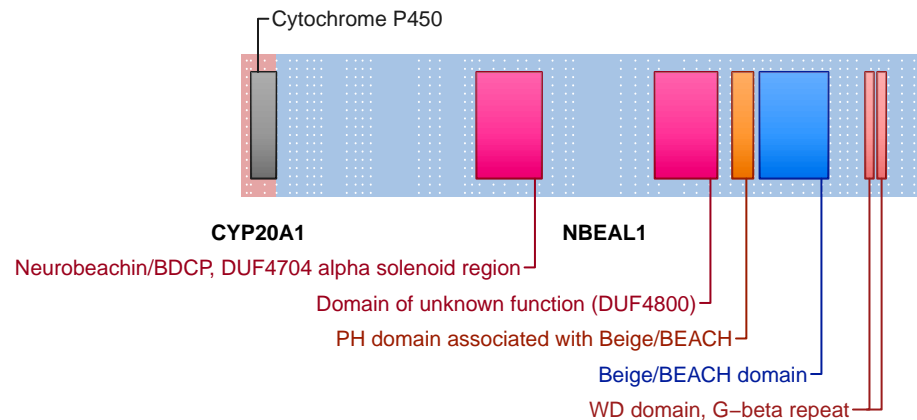 Cytochrome P450
CYP20A1
NBEAL1
Neurobeachin/BDCP, DUF4704 alpha solenoid region
Domain of unknown function (DUF4800)
PH domain associated with Beige/BEACH
Beige/BEACH domain
WD domain, G−beta repeat